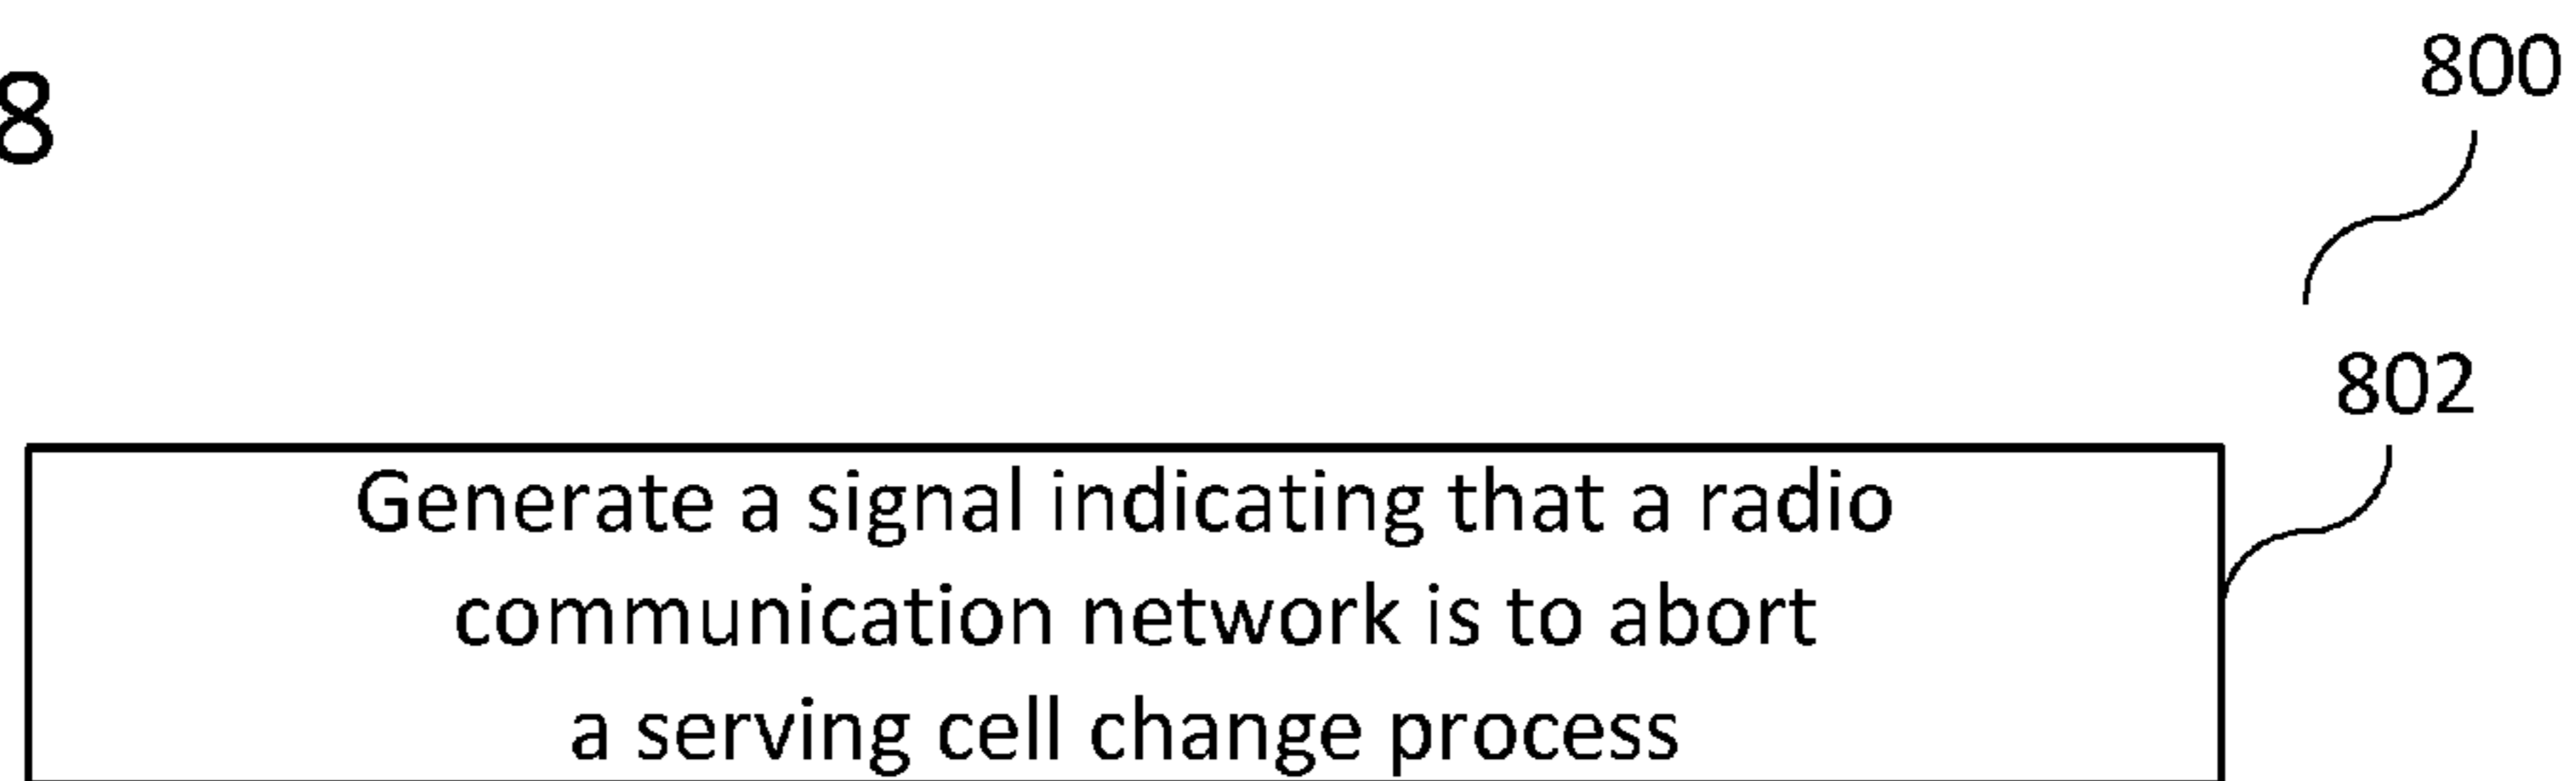 8
800
802
Generate a signal indicating that a radio
communication network is to abort
a serving cell change process